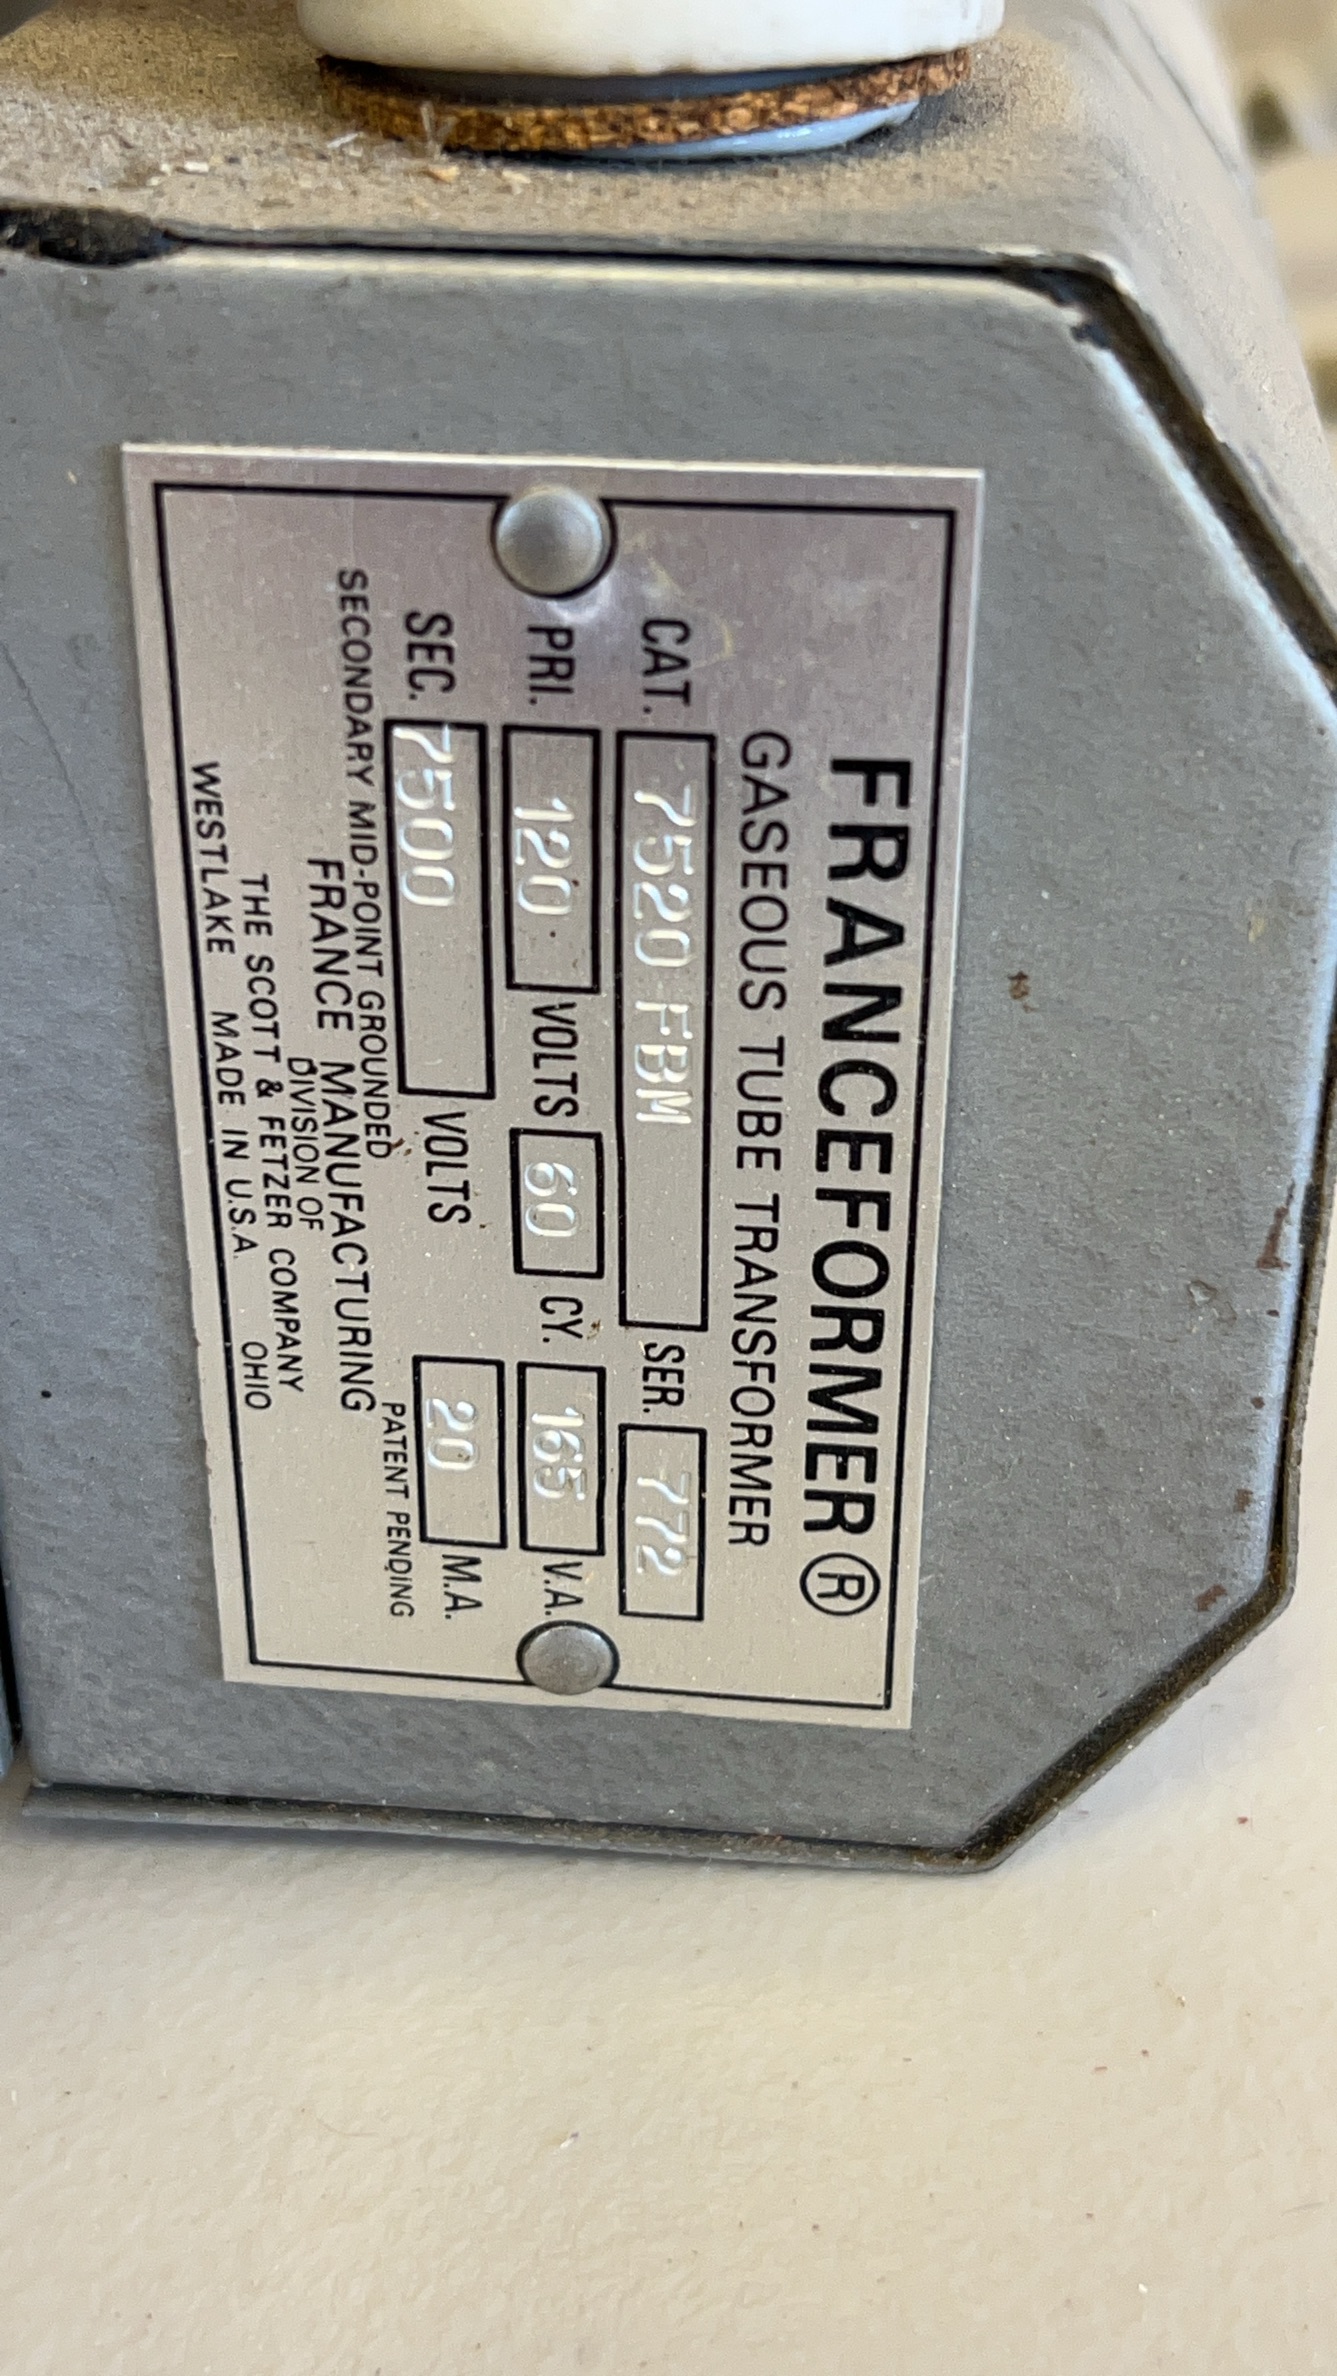 FRANCEFORMER®
GASEOUS TUBE TRANSFORMER
CAT. 7520 FBM SER. 772
PRI. 120 VOLTS 60 CY. 165 V.A.
SEC. 7500 VOLTS 20 M.A.
SECONDARY MID-POINT GROUNDED PATENT PENDING
FRANCE MANUFACTURING
DIVISION OF
THE SCOTT & FETZER COMPANY
WESTLAKE MADE IN U.S.A. OHIO